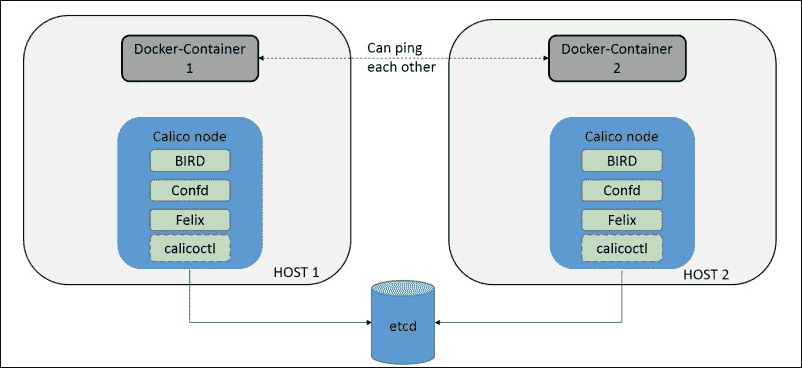 Docker-Container
1
Can ping
each other
Docker-Container
2
Calico node
BIRD
Confd
Felix
calicoctl
HOST 1
Calico node
BIRD
Confd
Felix
calicoctl
HOST 2
etcd